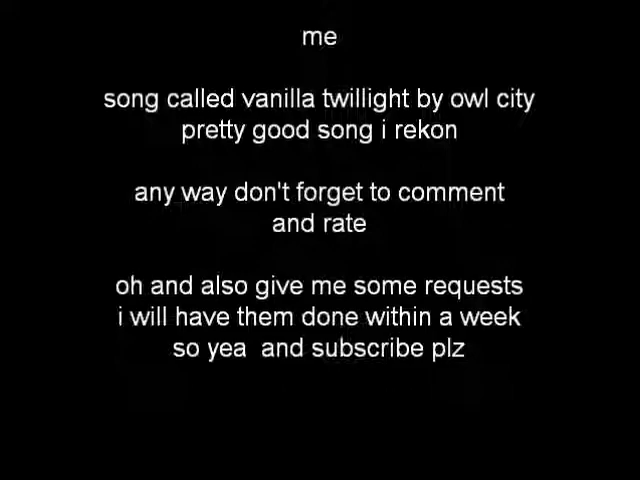 me
song called vanilla twillight by owl city
pretty good song i rekon
any way don't forget to comment
and rate
oh and also give me some requests
i will have them done within a week
so yea  and subscribe plz